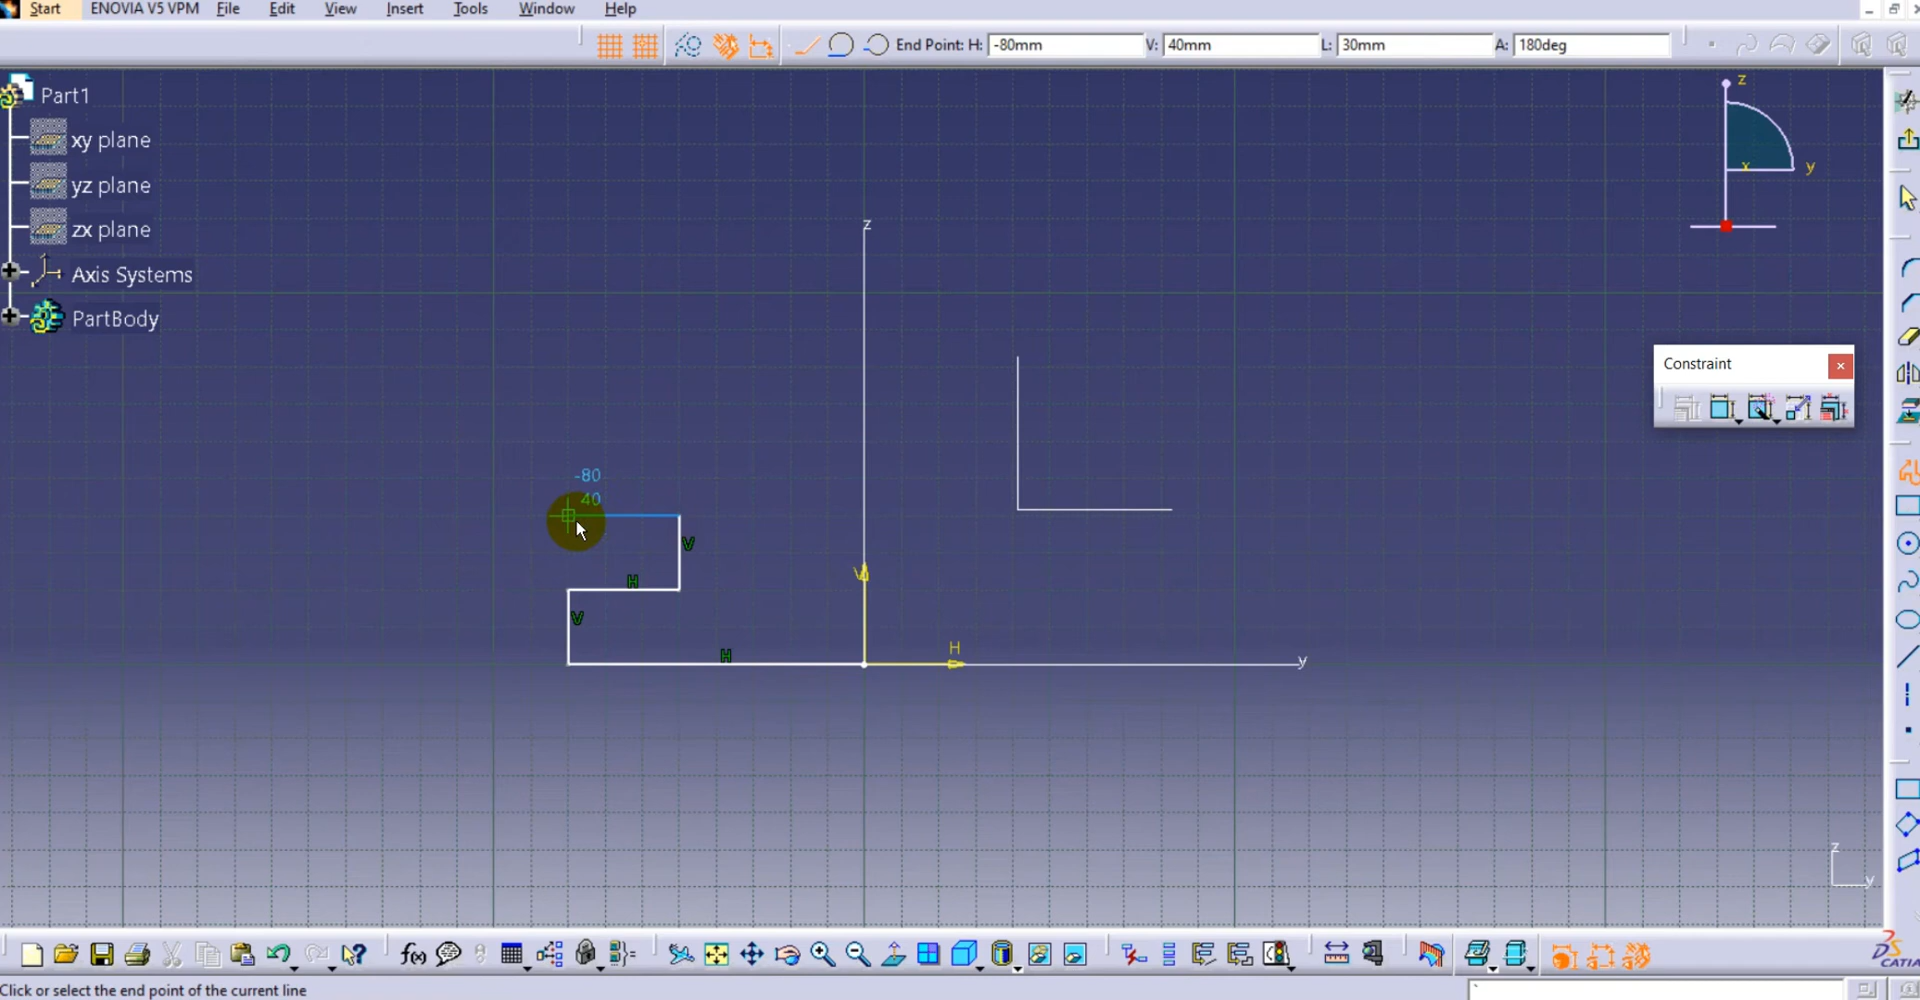 Start ENOVIA V5 VPM File Edit View Insert Tools Window Help
End Point: H: -80mm V: 40mm L: 30mm A: 180deg
Part1
xy plane
yz plane
zx plane
Axis Systems
PartBody
z
x
y
z
-80
40
V
H
V
H
V
H
y
Constraint
z
y
f(x)
CATIA
Click or select the end point of the current line